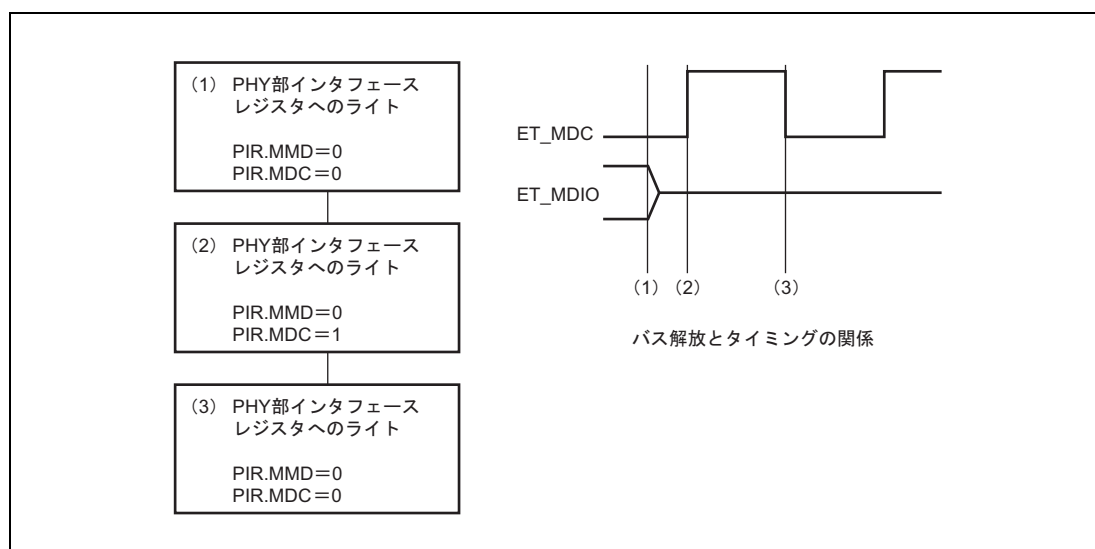 (1) PHY部インタフェース
レジスタへのライト
PIR.MMD=0
PIR.MDC=0
(2) PHY部インタフェース
レジスタへのライト
PIR.MMD=0
PIR.MDC=1
(3) PHY部インタフェース
レジスタへのライト
PIR.MMD=0
PIR.MDC=0
ET_MDC
ET_MDIO
(1) (2) (3)
バス解放とタイミングの関係